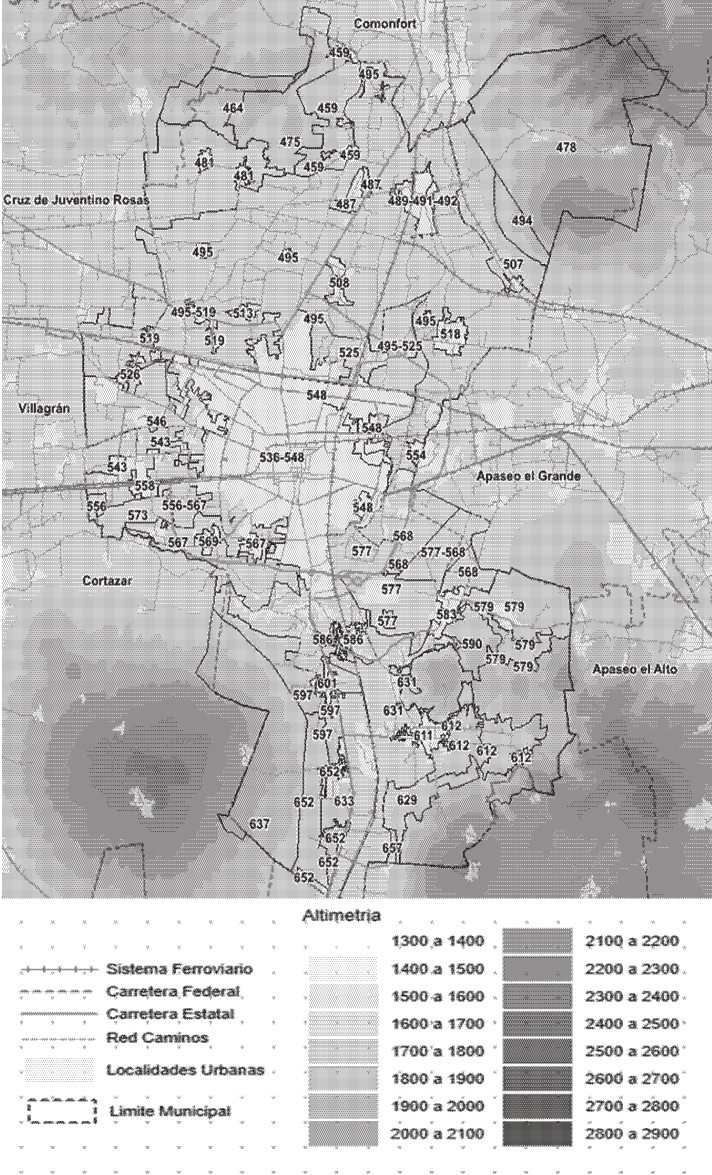 Comonfort
459
495
464
459
475
478
481
459
459
481
487
487
489-491-492
Cruz de Juventino Rosas
494
495
495
507
508
495-519
513
495
495
518
519
519
525
495-525
526
548
Villagrán
546
543
548
543
536-548
554
558
Apaseo el Grande
556
556-567
548
573
567
569
567
568
577
577-568
568
568
Cortazar
577
579
579
583
577
586
586
590
579
579
579
Apaseo el Alto
601
631
597
597
631
597
612
611
612
612
612
652
652
633
629
637
652
657
652
652
Altimetria
1300 a 1400
2100 a 2200
Sistema Ferroviario
1400 a 1500
2200 a 2300
Carretera Federal
1500 a 1600
2300 a 2400
Carretera Estatal
1600 a 1700
2400 a 2500
Red Caminos
1700 a 1800
2500 a 2600
Localidades Urbanas
1800 a 1900
2600 a 2700
Limite Municipal
1900 a 2000
2700 a 2800
2000 a 2100
2800 a 2900